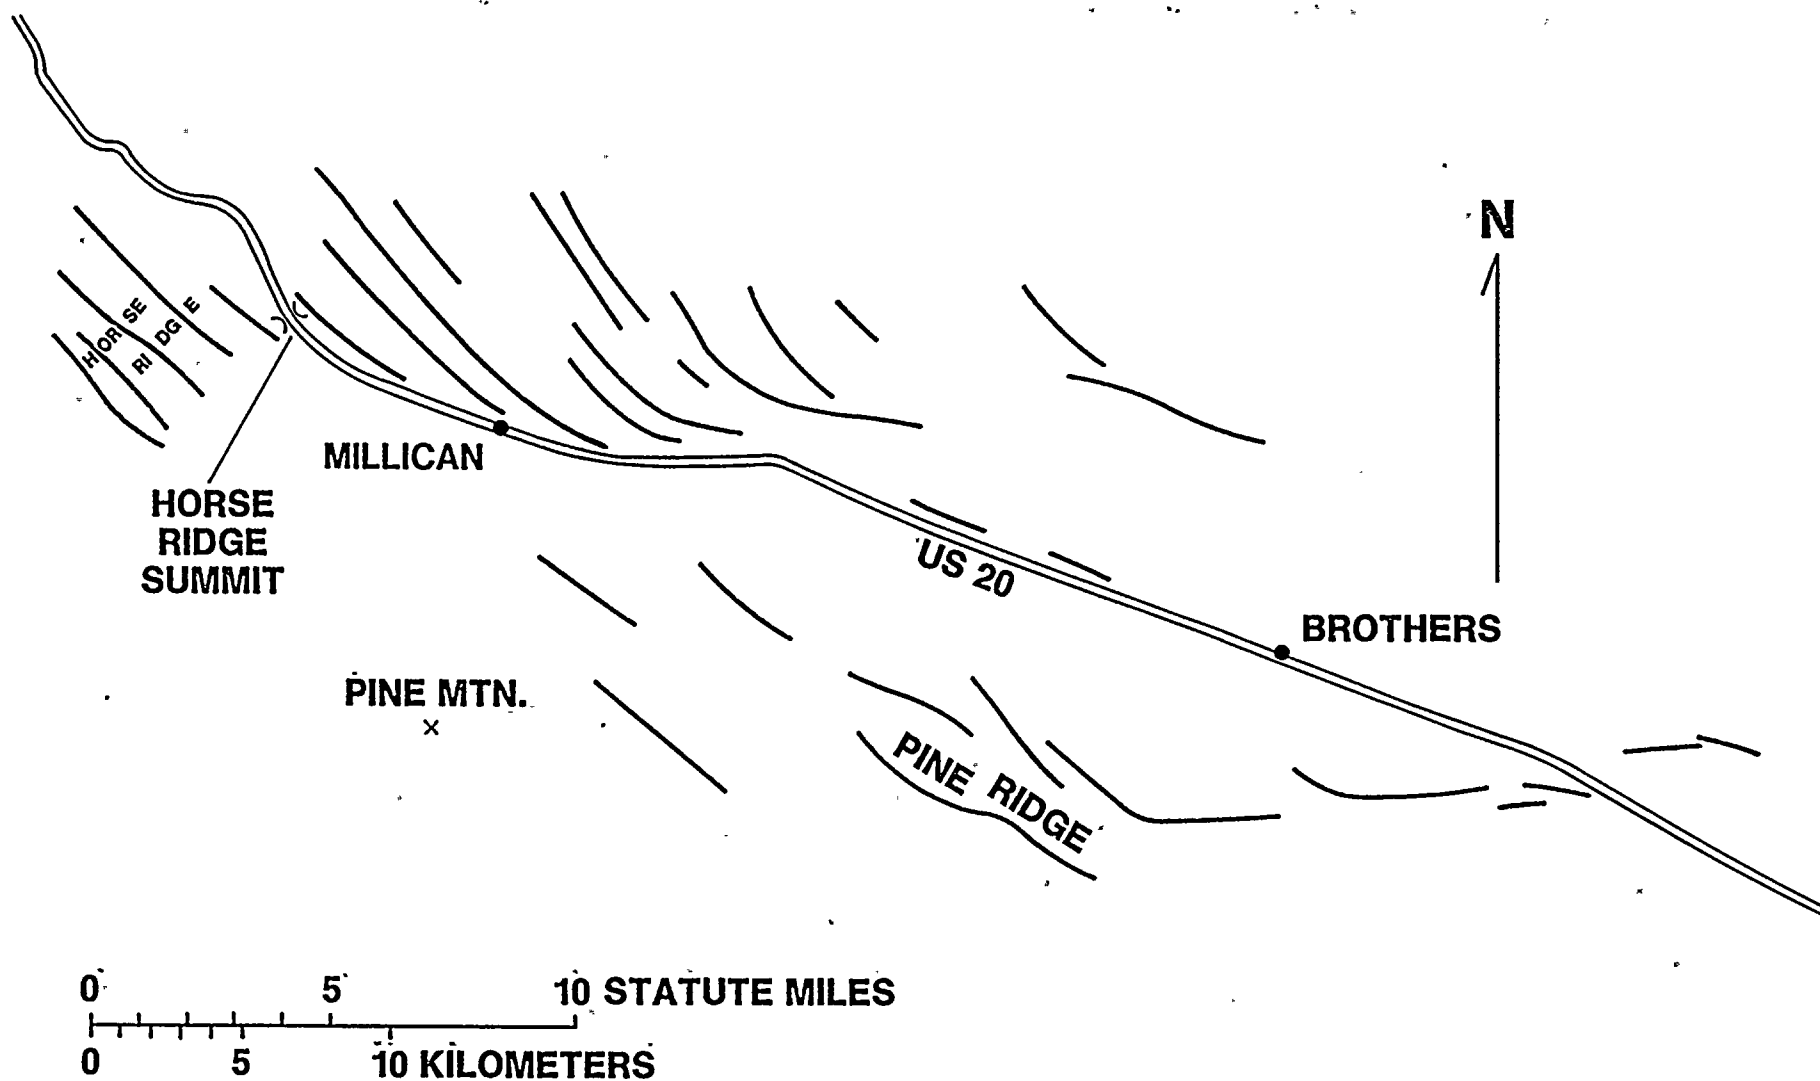 N
HORSE
RIDGE
MILLICAN
HORSE
RIDGE
SUMMIT
US 20
BROTHERS
PINE MTN.
PINE RIDGE
0 5 10 STATUTE MILES
0 5 10 KILOMETERS